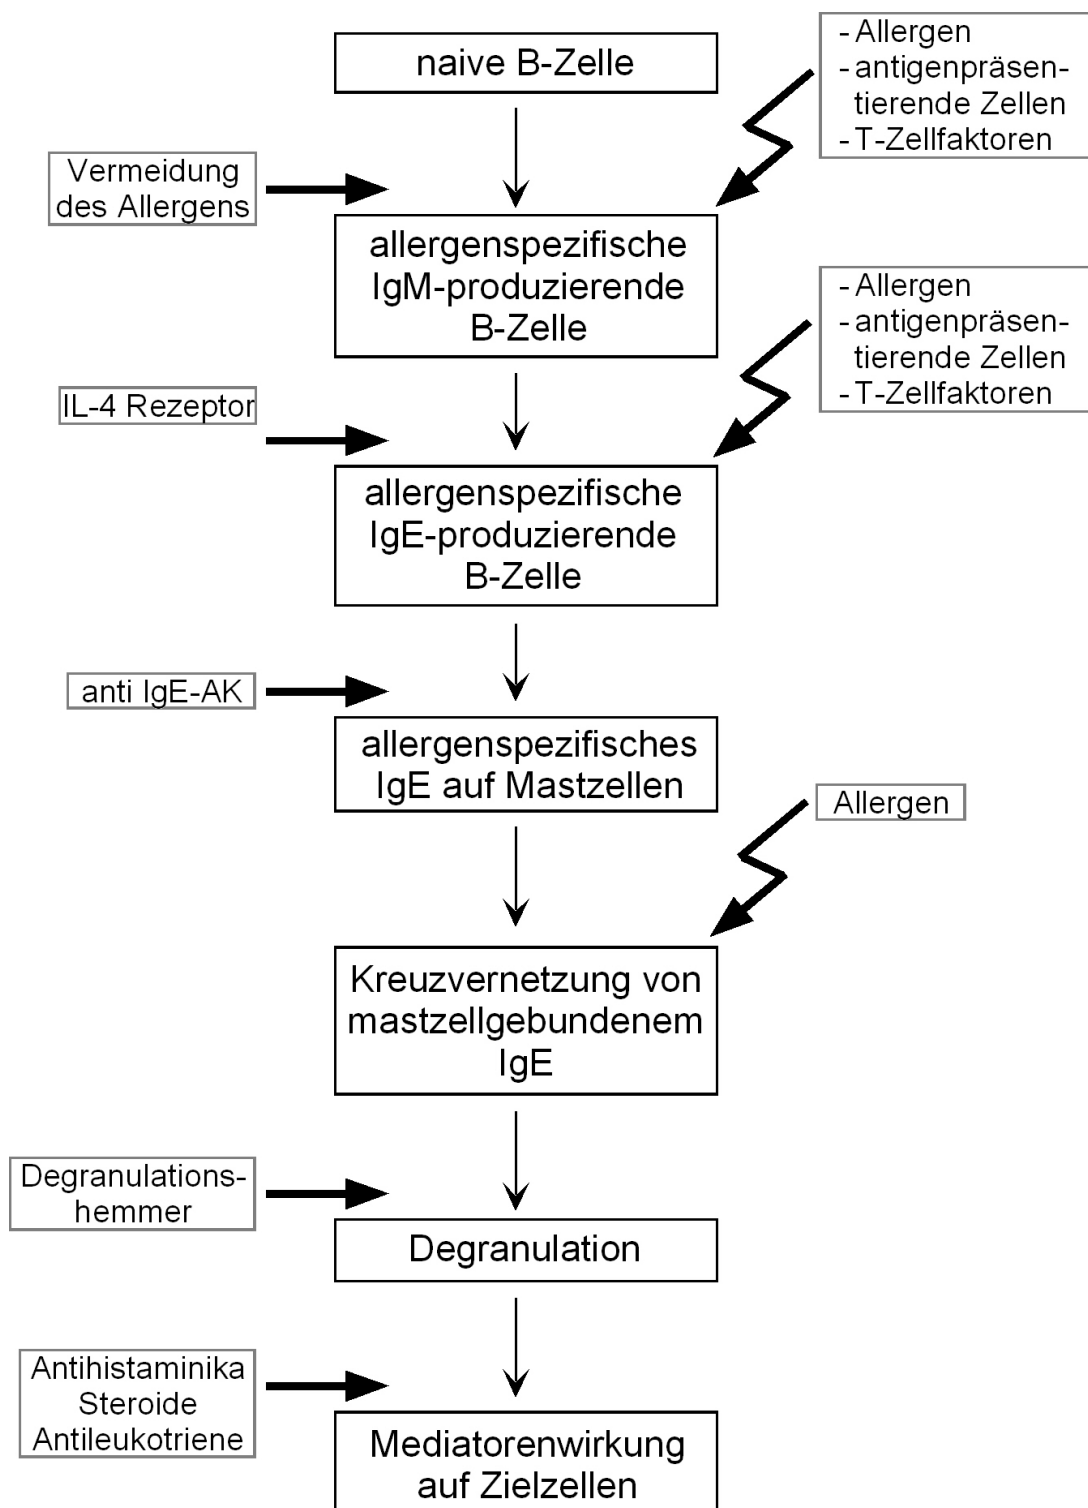 naive B-Zelle
- Allergen
- antigenpräsen-
tierende Zellen
- T-Zellfaktoren
Vermeidung
des Allergens
allergenspezifische
IgM-produzierende
B-Zelle
- Allergen
- antigenpräsen-
tierende Zellen
- T-Zellfaktoren
IL-4 Rezeptor
allergenspezifische
IgE-produzierende
B-Zelle
anti IgE-AK
allergenspezifisches
IgE auf Mastzellen
Allergen
Kreuzvernetzung von
mastzellgebundenem
IgE
Degranulations-
hemmer
Degranulation
Antihistaminika
Steroide
Antileukotriene
Mediatorenwirkung
auf Zielzellen